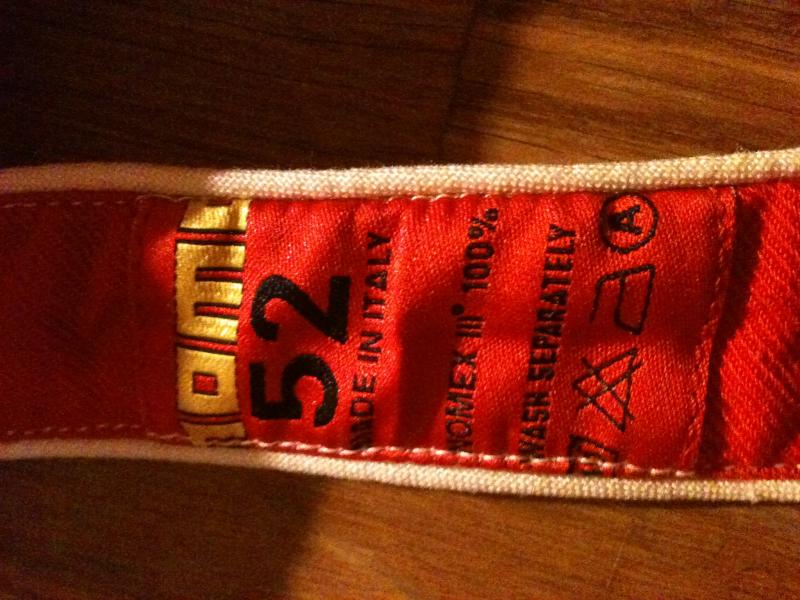 52
MADE IN ITALY
NOMEX III® 100%
WASH SEPARATELY
A